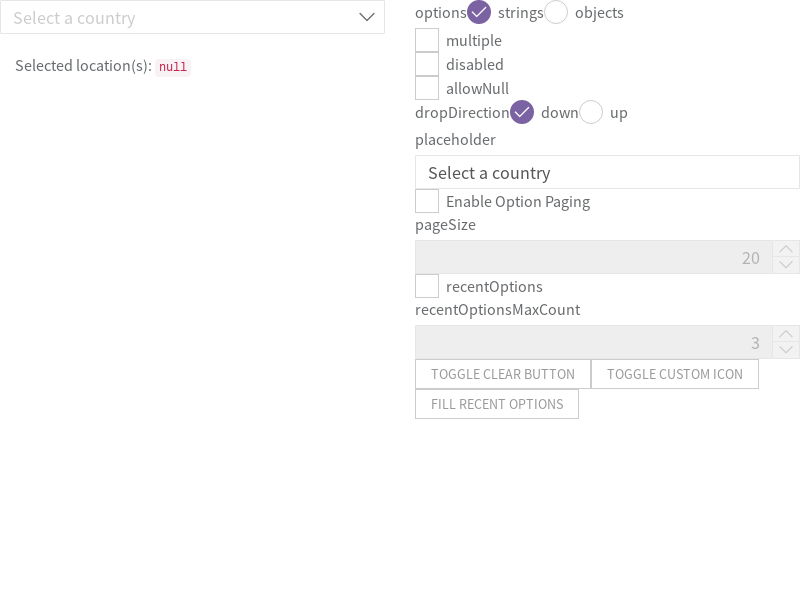 Select a country
Selected location(s): null
options strings objects
multiple
disabled
allowNull
dropDirection down up
placeholder
Select a country
Enable Option Paging
pageSize
20
recentOptions
recentOptionsMaxCount
3
TOGGLE CLEAR BUTTON TOGGLE CUSTOM ICON
FILL RECENT OPTIONS